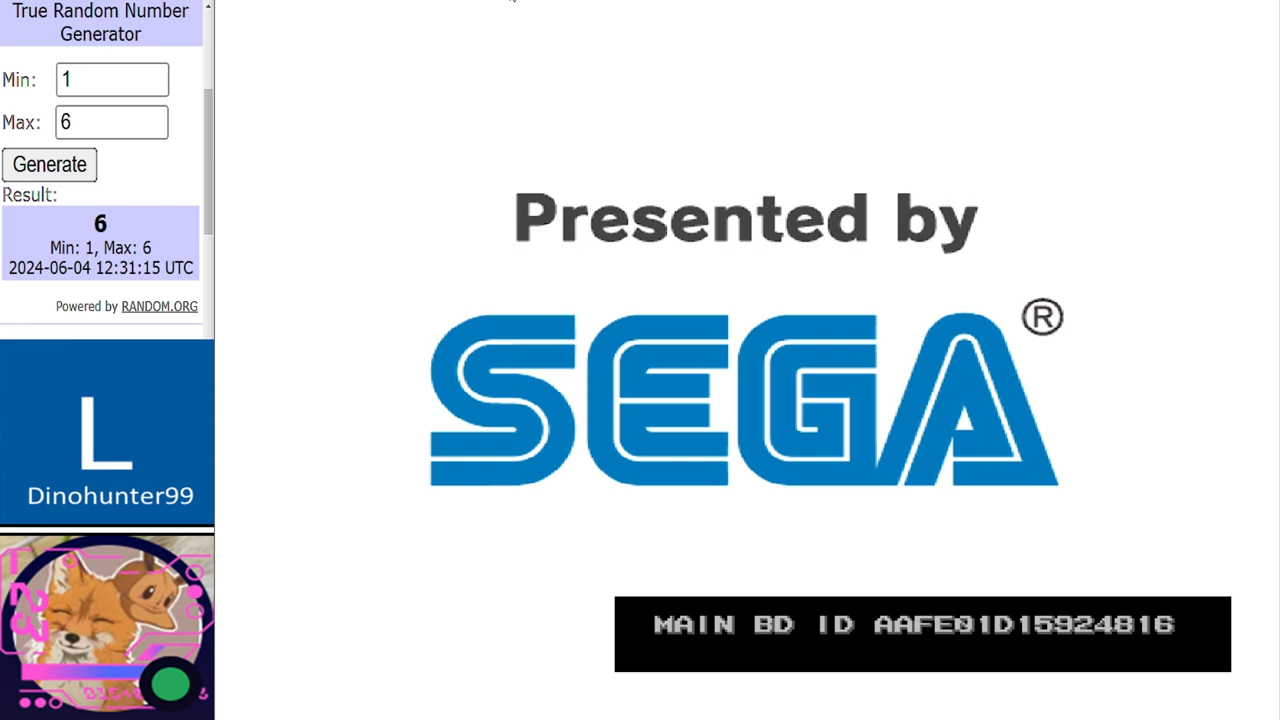 True Random Number
Generator
Min: 1
Max: 6
Generate
Result:
6
Min: 1, Max: 6
2024-06-04 12:31:15 UTC
Powered by RANDOM.ORG
L
Dinohunter99
Presented by
SEGA®
MAIN BD ID AAFE01D15924816